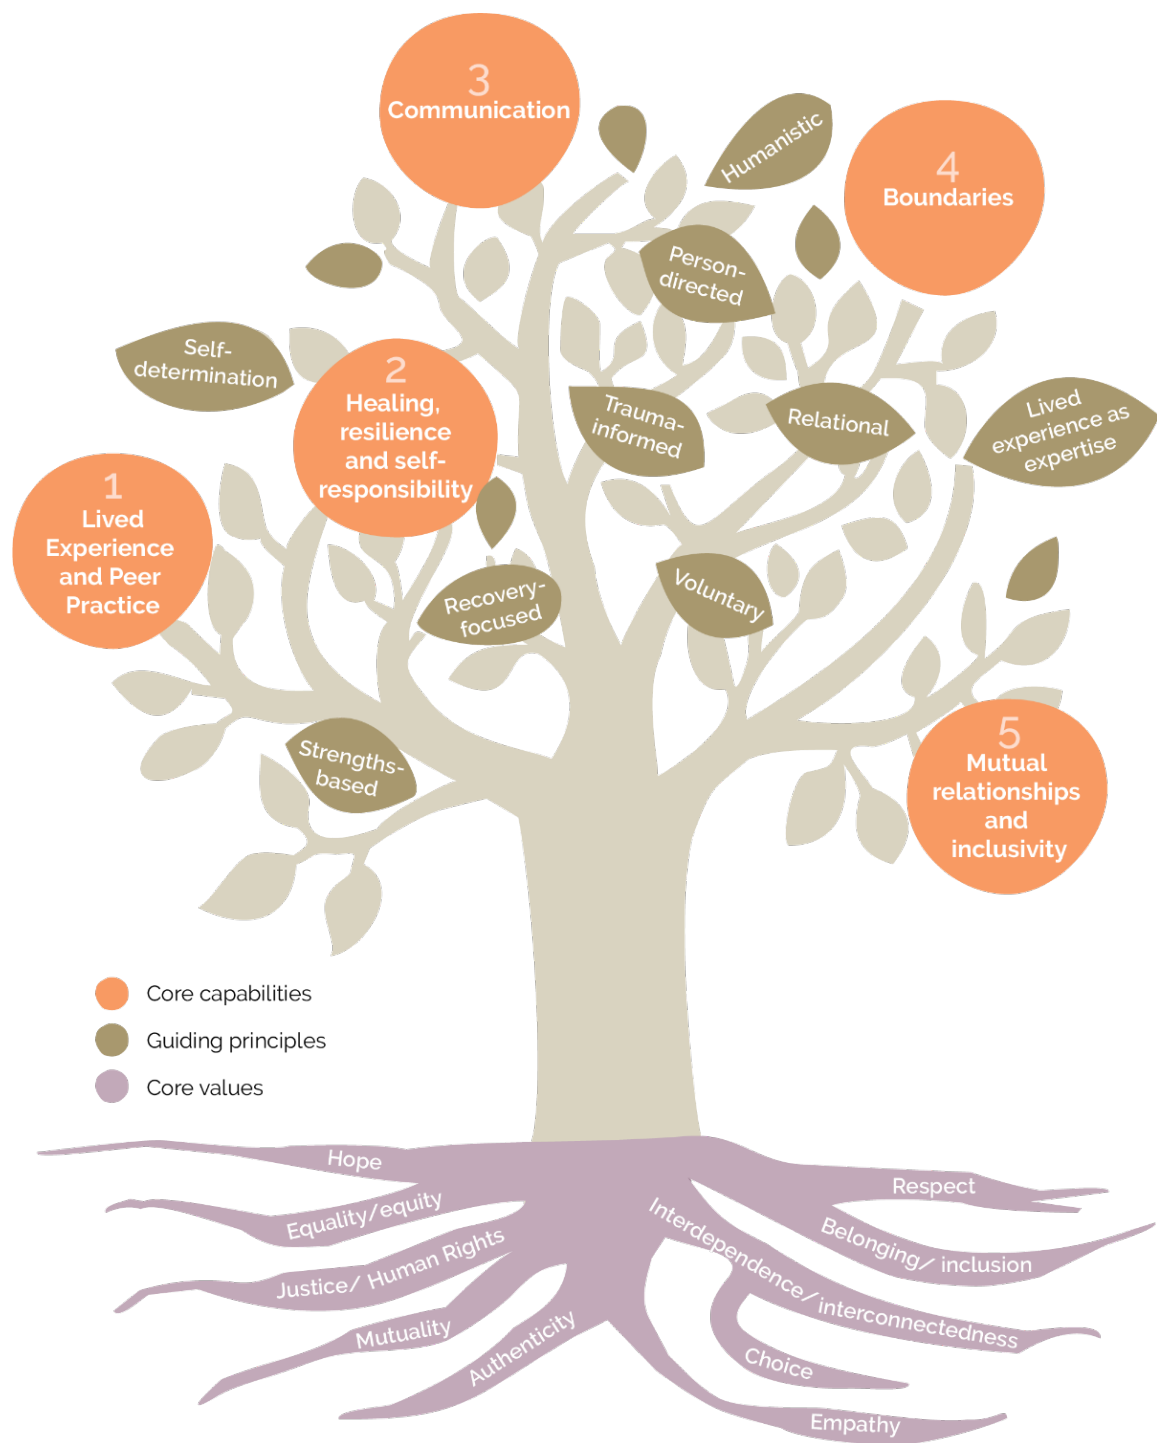 3
Communication
Humanistic
4
Boundaries
Person-
directed
Self-
determination
2
Healing,
resilience
and self-
responsibility
Trauma-
informed
Relational
Lived
experience as
expertise
1
Lived
Experience
and Peer
Practice
Recovery-
focused
Voluntary
Strengths-
based
5
Mutual
relationships
and
inclusivity
Core capabilities
Guiding principles
Core values
Hope
Equality/equity
Justice/ Human Rights
Mutuality
Authenticity
Respect
Belonging/ inclusion
Interdependence/interconnectedness
Choice
Empathy